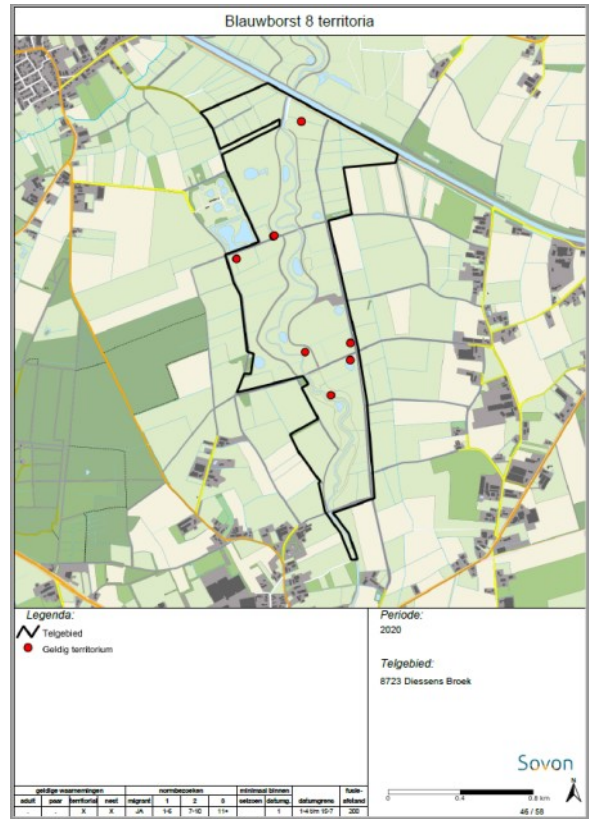 Blauwborst 8 territoria
Legenda:
Telgebied
Geldig territorium
Periode:
2020
Telgebied:
8723 Diessens Broek
Sovon
0 0.4 0.8 km
46 / 58
geldige waarnemingen normbezoeken minimaal binnen fusie-
adult paar territoriaal nest migrant 1 2 3 seizoen datumg. datumgrens afstand
. . X X JA 1-6 7-10 11+ 1 1-4 t/m 10-7 200